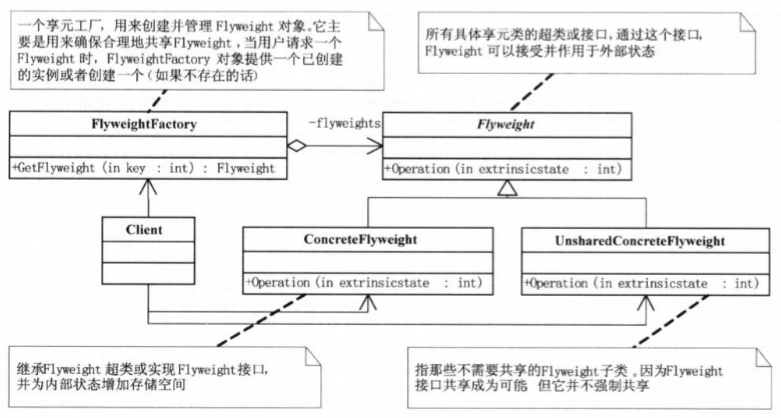 一个享元工厂，用来创建并管理Flyweight 对象。它主
要是用来确保合理地共享Flyweight，当用户请求一个
Flyweight 时，FlyweightFactory 对象提供一个已创建
的实例或者创建一个(如果不存在的话)
所有具体享元类的超类或接口，通过这个接口，
Flyweight 可以接受并作用于外部状态
FlyweightFactory
+GetFlyweight (in key : int) : Flyweight
-flyweights
Flyweight
+Operation (in extrinsicstate : int)
Client
ConcreteFlyweight
+Operation (in extrinsicstate : int)
UnsharedConcreteFlyweight
+Operation (in extrinsicstate : int)
继承Flyweight 超类或实现Flyweight接口，
并为内部状态增加存储空间
指那些不需要共享的Flyweight子类。因为Flyweight
接口共享成为可能 但它并不强制共享